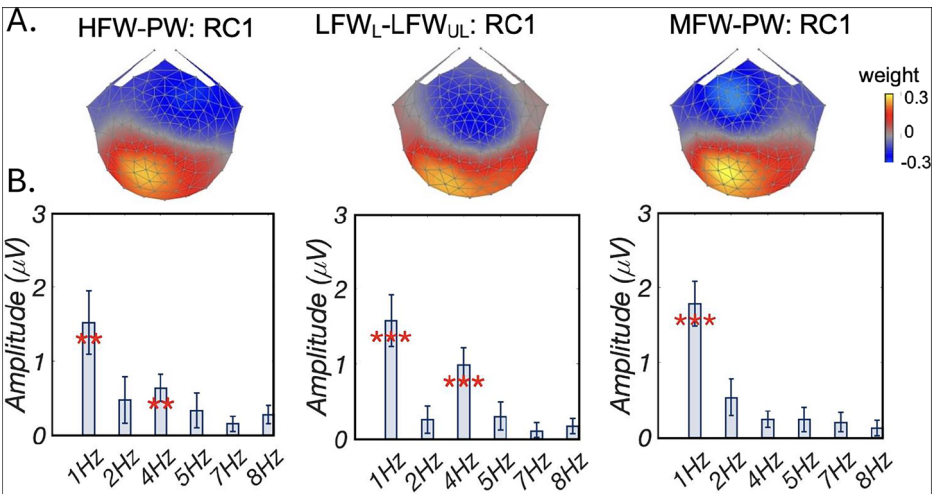 A.
HFW-PW: RC1
LFWL-LFWUL: RC1
MFW-PW: RC1
weight
0.3
0
-0.3
B.
Amplitude (μV)
3
2
1
0
1Hz
2Hz
4Hz
5Hz
7Hz
8Hz
**
**
Amplitude (μV)
3
2
1
0
1Hz
2Hz
4Hz
5Hz
7Hz
8Hz
***
***
Amplitude (μV)
3
2
1
0
1Hz
2Hz
4Hz
5Hz
7Hz
8Hz
***